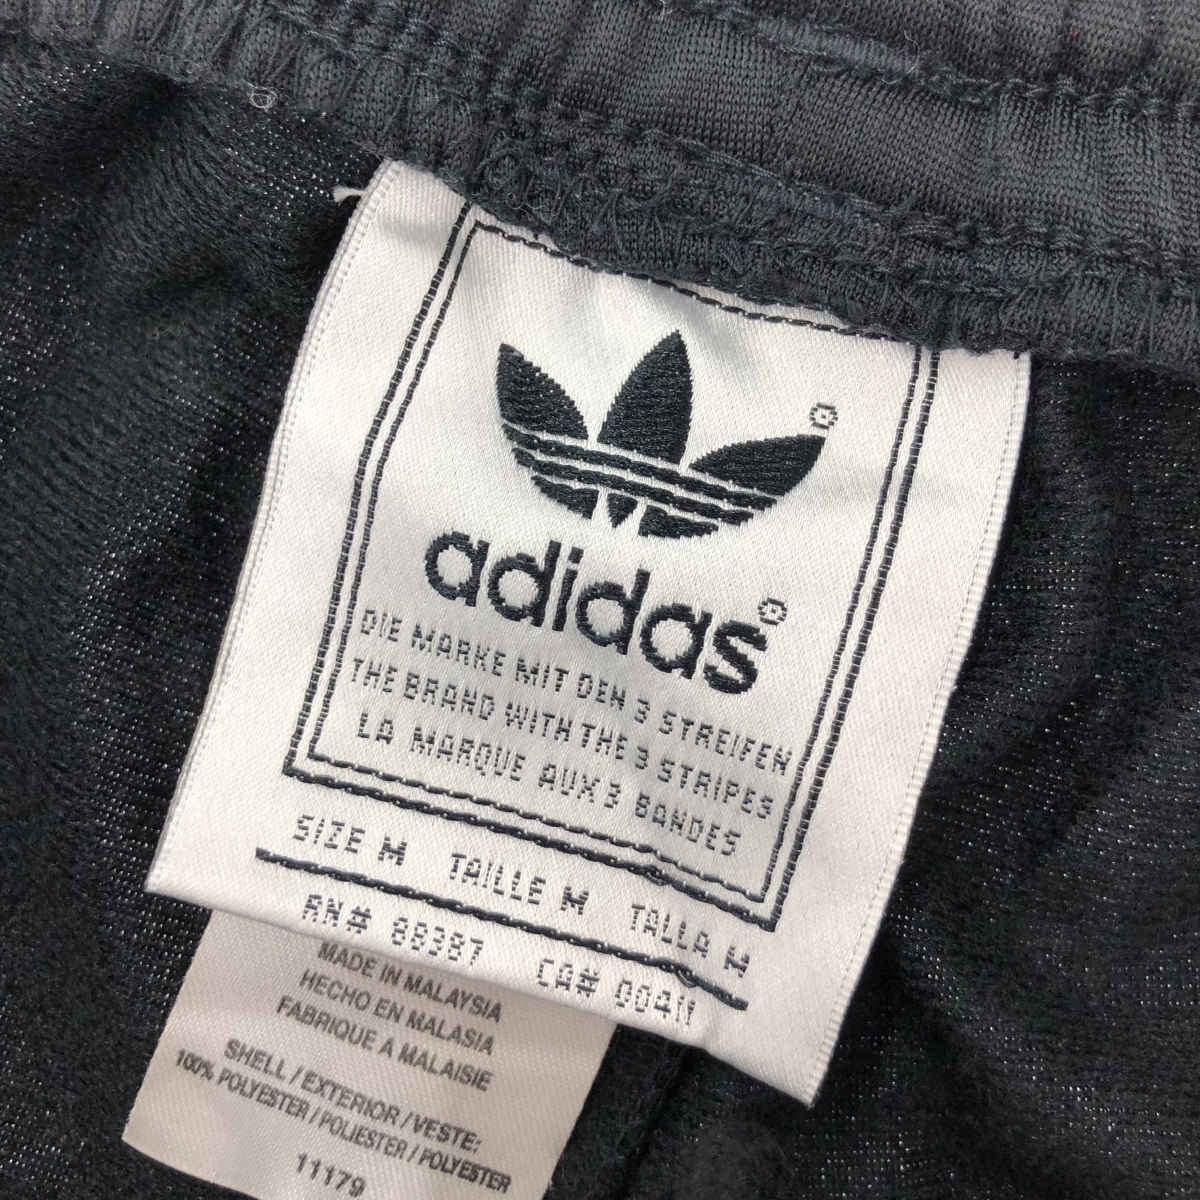 adidas®
DIE MARKE MIT DEN 3 STREIFEN
THE BRAND WITH THE 3 STRIPES
LA MARQUE AUX 3 BANDES
SIZE M TAILLE M TALLA M
RN# 88387 CA# 00411
MADE IN MALAYSIA
HECHO EN MALASIA
FABRIQUE A MALAISIE
SHELL / EXTERIOR / VESTE:
100% POLYESTER / POLIESTER / POLYESTER
11179